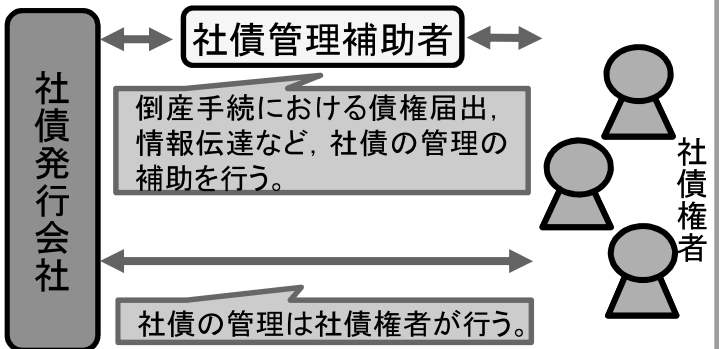 社債発行会社
社債管理補助者
倒産手続における債権届出，
情報伝達など，社債の管理の
補助を行う。
社債権者
社債の管理は社債権者が行う。